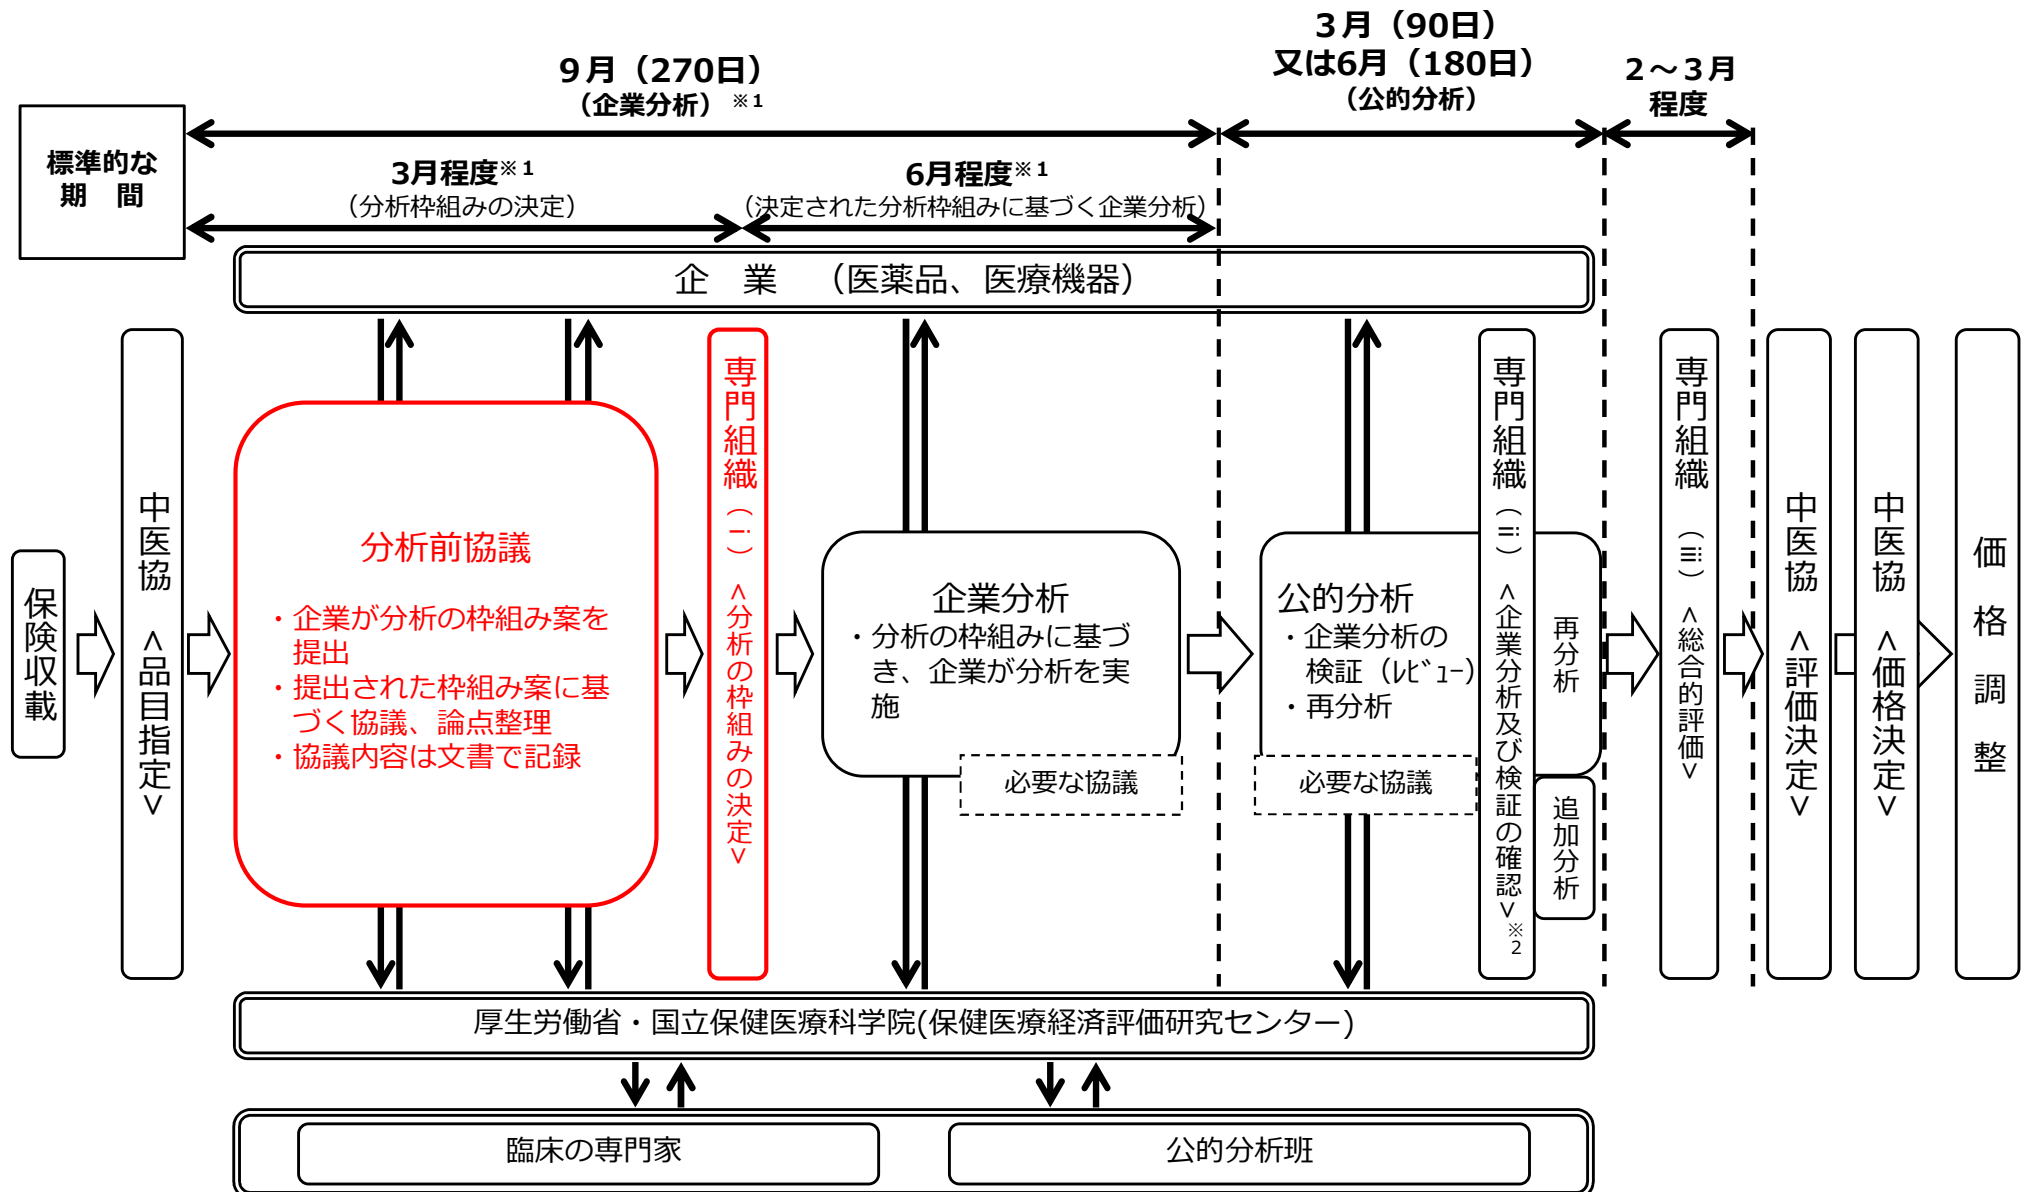 標準的な
期　間
９月（270日）
（企業分析）※１
３月（90日）
又は6月（180日）
（公的分析）
２～３月
程度
3月程度※１
（分析枠組みの決定）
6月程度※１
（決定された分析枠組みに基づく企業分析）
企　業　（医薬品、医療機器）
保険収載
中医協　<品目指定>
分析前協議
・企業が分析の枠組み案を
提出
・提出された枠組み案に基
づく協議、論点整理
・協議内容は文書で記録
専門組織（ⅰ）<分析の枠組みの決定>
企業分析
・分析の枠組みに基づ
き、企業が分析を実
施
必要な協議
公的分析
・企業分析の
検証（ﾚﾋﾞｭｰ）
・再分析
必要な協議
専門組織（ⅱ）<企業分析及び検証の確認>※2
再分析
追加分析
専門組織　（ⅲ）<総合的評価>
中医協　<評価決定>
中医協　<価格決定>
価格調整
厚生労働省・国立保健医療科学院(保健医療経済評価研究センター)
臨床の専門家
公的分析班